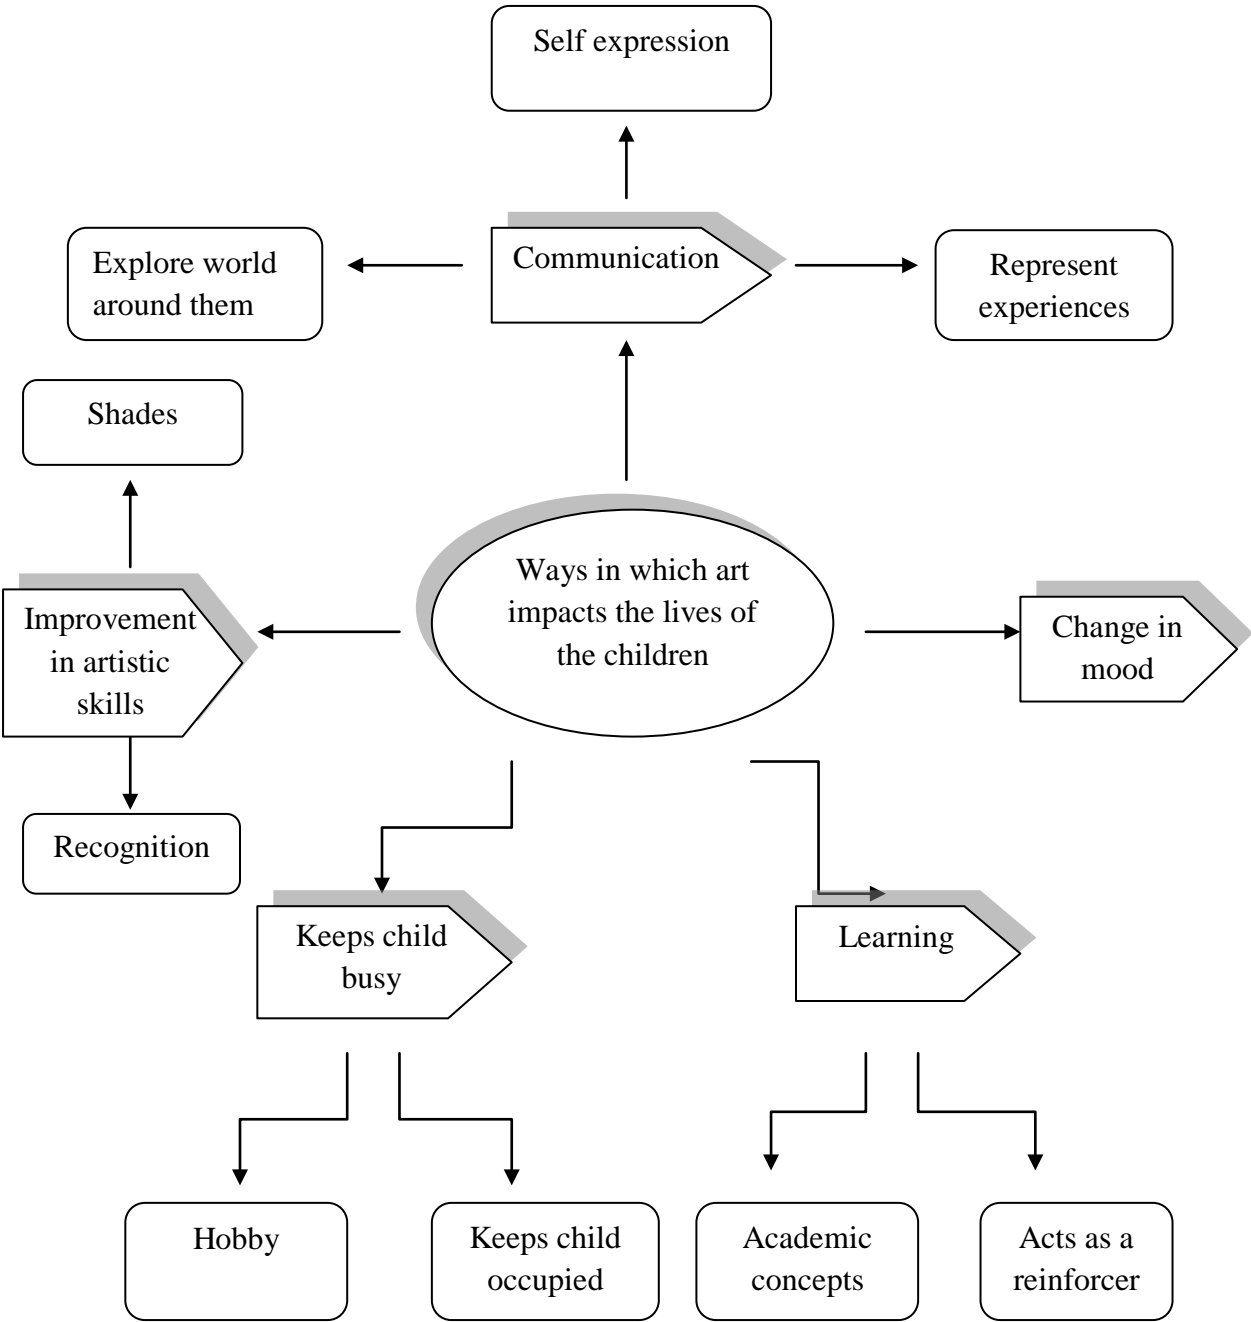 Self expression
Communication
Explore world
around them
Represent
experiences
Shades
Ways in which art
impacts the lives of
the children
Improvement
in artistic
skills
Change in
mood
Recognition
Keeps child
busy
Learning
Hobby
Keeps child
occupied
Academic
concepts
Acts as a
reinforcer